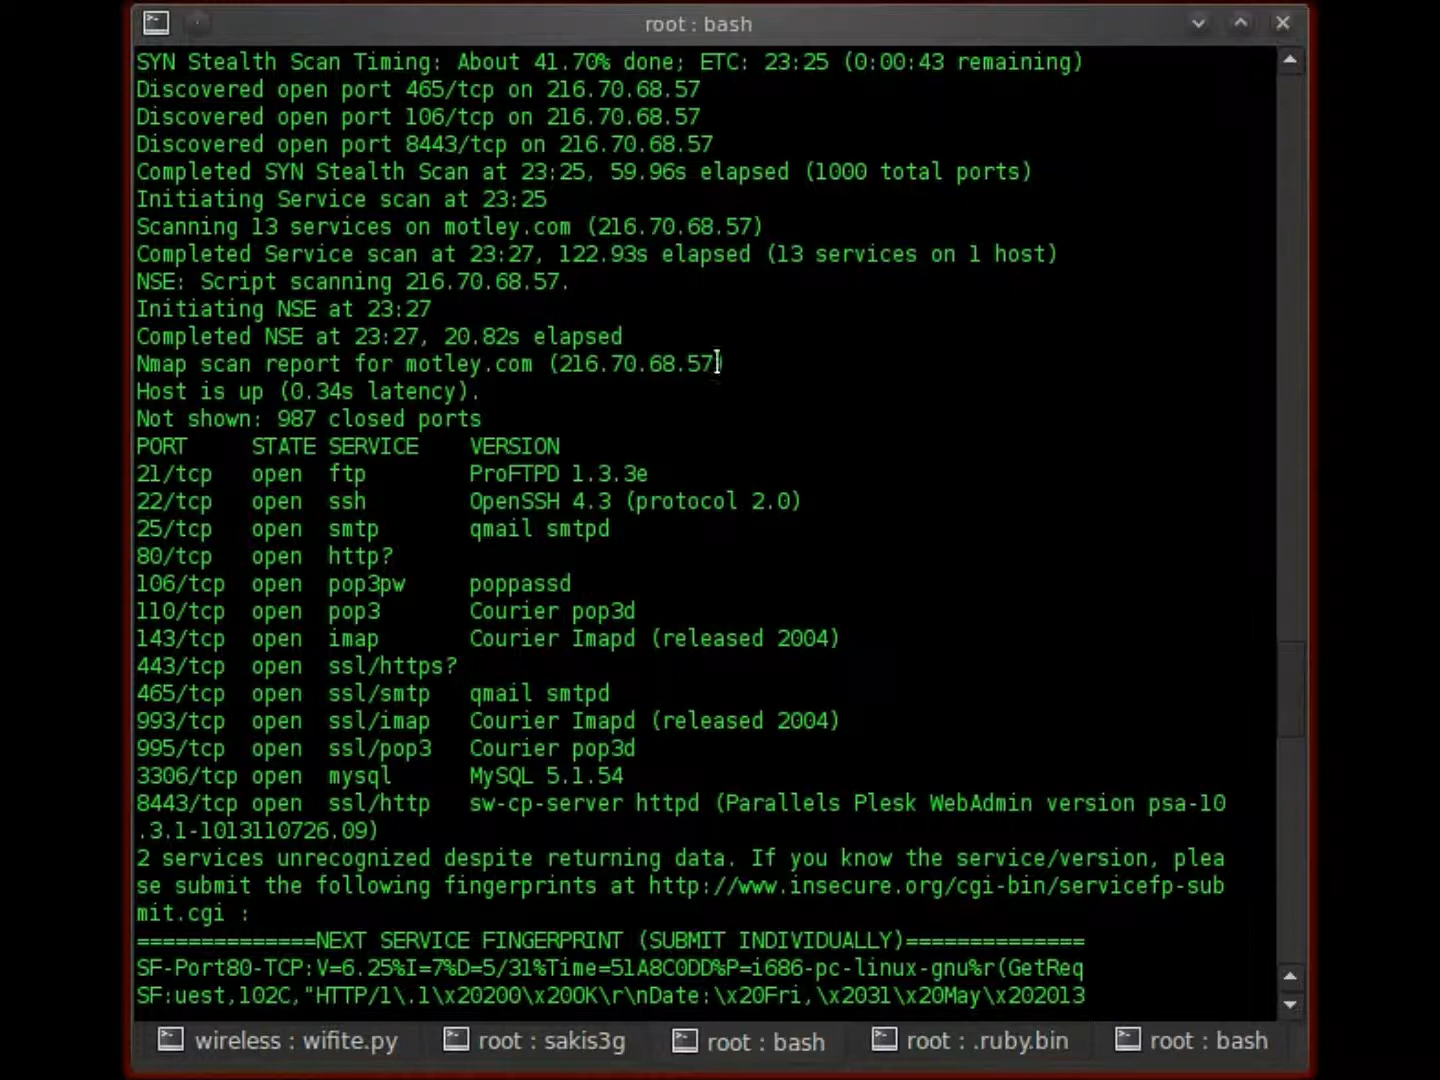 root : bash
SYN Stealth Scan Timing: About 41.70% done; ETC: 23:25 (0:00:43 remaining)
Discovered open port 465/tcp on 216.70.68.57
Discovered open port 106/tcp on 216.70.68.57
Discovered open port 8443/tcp on 216.70.68.57
Completed SYN Stealth Scan at 23:25, 59.96s elapsed (1000 total ports)
Initiating Service scan at 23:25
Scanning 13 services on motley.com (216.70.68.57)
Completed Service scan at 23:27, 122.93s elapsed (13 services on 1 host)
NSE: Script scanning 216.70.68.57.
Initiating NSE at 23:27
Completed NSE at 23:27, 20.82s elapsed
Nmap scan report for motley.com (216.70.68.57)
Host is up (0.34s latency).
Not shown: 987 closed ports
PORT     STATE SERVICE    VERSION
21/tcp   open  ftp        ProFTPD 1.3.3e
22/tcp   open  ssh        OpenSSH 4.3 (protocol 2.0)
25/tcp   open  smtp       qmail smtpd
80/tcp   open  http?
106/tcp  open  pop3pw     poppassd
110/tcp  open  pop3       Courier pop3d
143/tcp  open  imap       Courier Imapd (released 2004)
443/tcp  open  ssl/https?
465/tcp  open  ssl/smtp   qmail smtpd
993/tcp  open  ssl/imap   Courier Imapd (released 2004)
995/tcp  open  ssl/pop3   Courier pop3d
3306/tcp open  mysql      MySQL 5.1.54
8443/tcp open  ssl/http   sw-cp-server httpd (Parallels Plesk WebAdmin version psa-10
.3.1-1013110726.09)
2 services unrecognized despite returning data. If you know the service/version, plea
se submit the following fingerprints at http://www.insecure.org/cgi-bin/servicefp-sub
mit.cgi :
==============NEXT SERVICE FINGERPRINT (SUBMIT INDIVIDUALLY)==============
SF-Port80-TCP:V=6.25%I=7%D=5/31%Time=51A8C0DD%P=i686-pc-linux-gnu%r(GetReq
SF:uest,102C,"HTTP/1\.1\x20200\x20OK\r\nDate:\x20Fri,\x2031\x20May\x202013
wireless : wifite.py
root : sakis3g
root : bash
root : .ruby.bin
root : bash